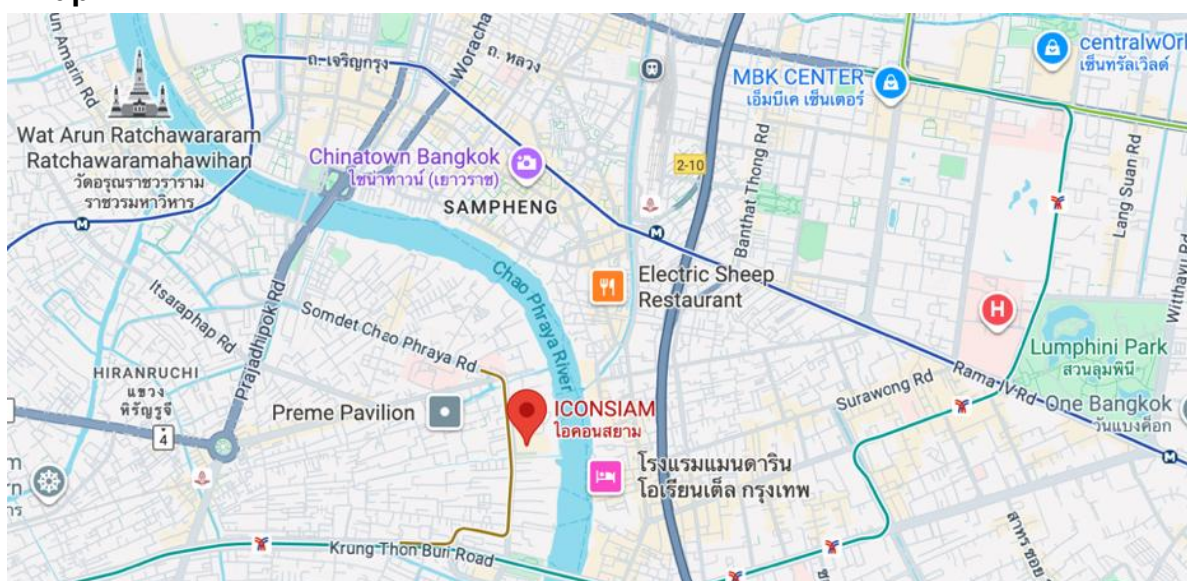 un Amarin Rd
Wat Arun Ratchawararam
Ratchawaramahawihan
วัดอรุณราชวราราม
ราชวรมหาวิหาร
ถ.เจริญกรุง
Woracha
ถ. หลวง
Chinatown Bangkok
ไชน่าทาวน์ (เยาวราช)
SAMPHENG
2-10
MBK CENTER
เอ็มบีเค เซ็นเตอร์
centralwOrl
เซ็นทรัลเวิลด์
Banthat Thong Rd
Lang Suan Rd
Witthayu Rd
M
M
Electric Sheep
Restaurant
Chao Phraya River
Itsaraphap Rd
Prajadhipok Rd
Somdet Chao Phraya Rd
HIRANRUCHI
แขวง
หิรัญรูจี
4
Preme Pavilion
ICONSIAM
ไอคอนสยาม
โรงแรมแมนดาริน
โอเรียนเต็ล กรุงเทพ
H
Lumphini Park
สวนลุมพินี
Surawong Rd
Rama IV Rd
One Bangkok
วันแบงค็อก
M
Krung Thon Buri Road
สาทร ซอย